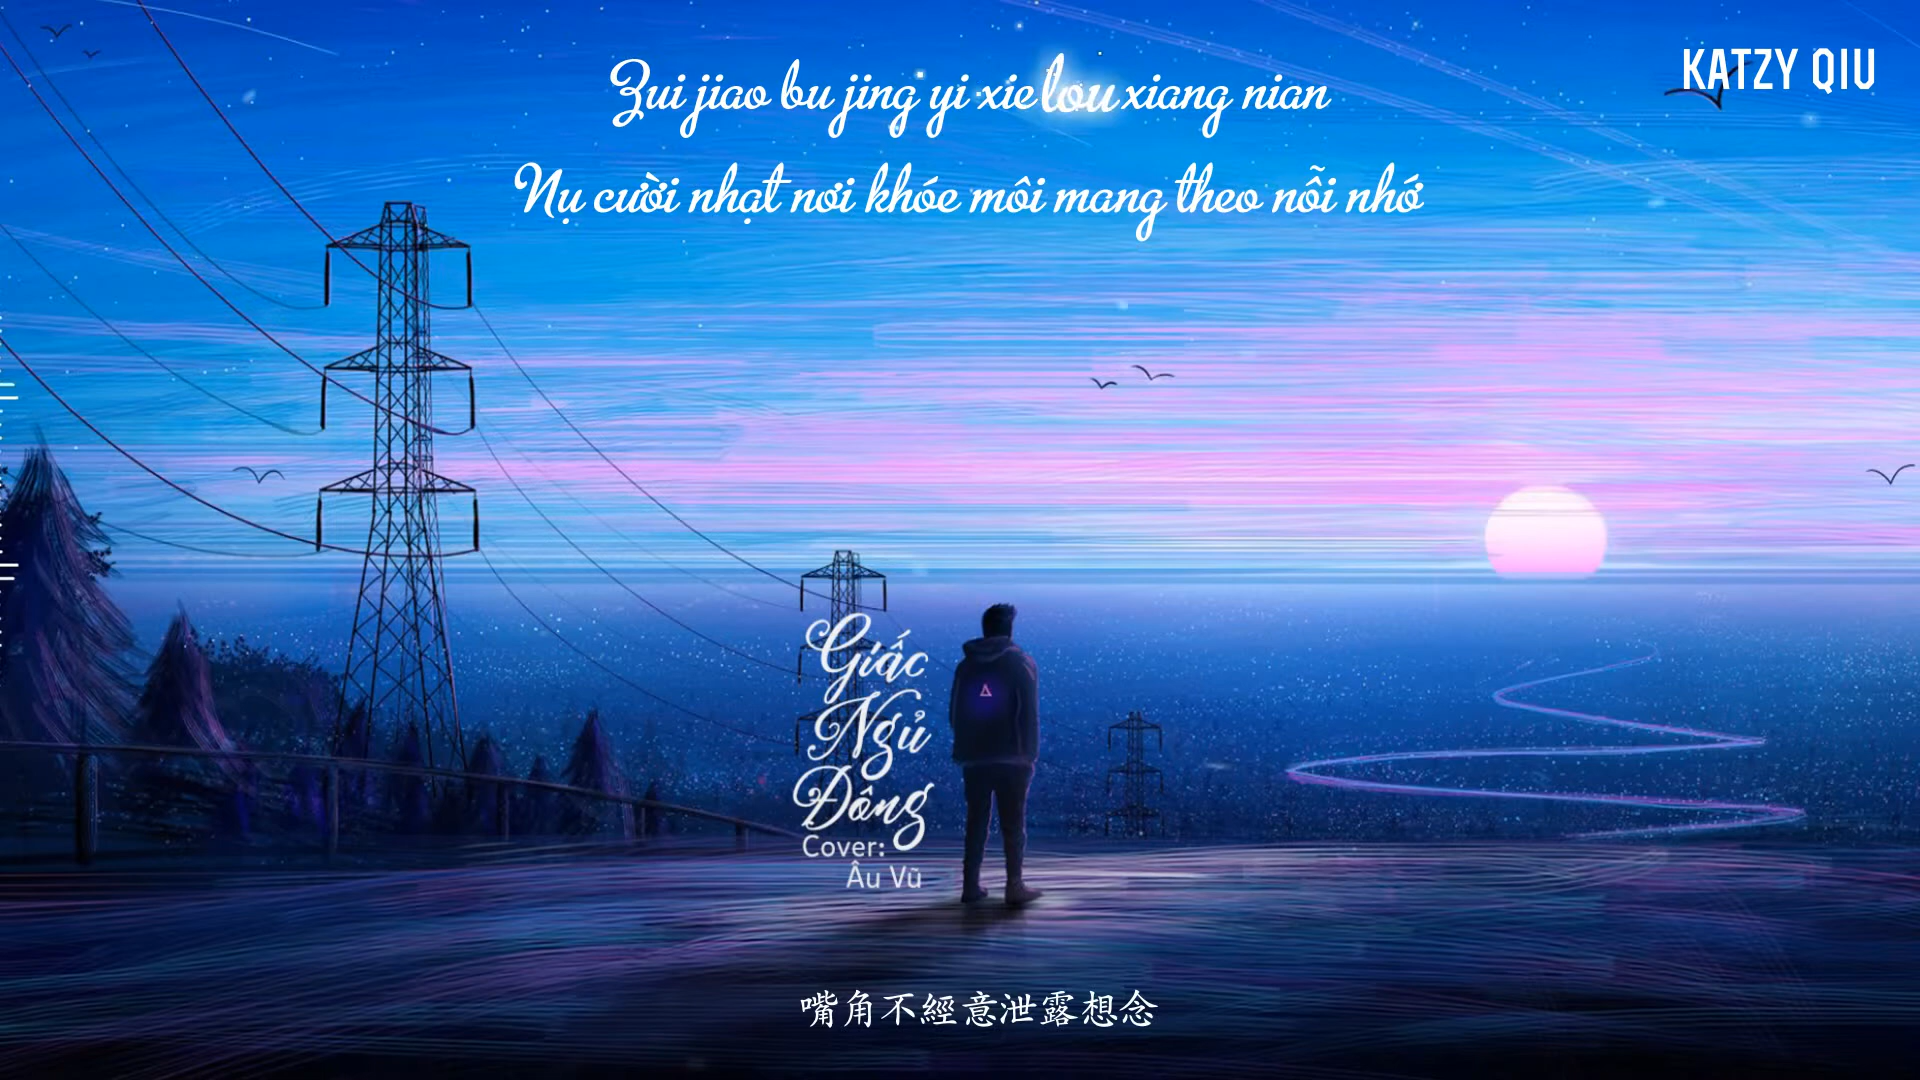 Zui jiao bu jing yi xie lou xiang nian
Nụ cười nhạt nơi khóe môi mang theo nỗi nhớ
KATZY QIU
Giấc
Ngủ
Đông
Cover:
Âu Vũ
嘴角不經意泄露想念